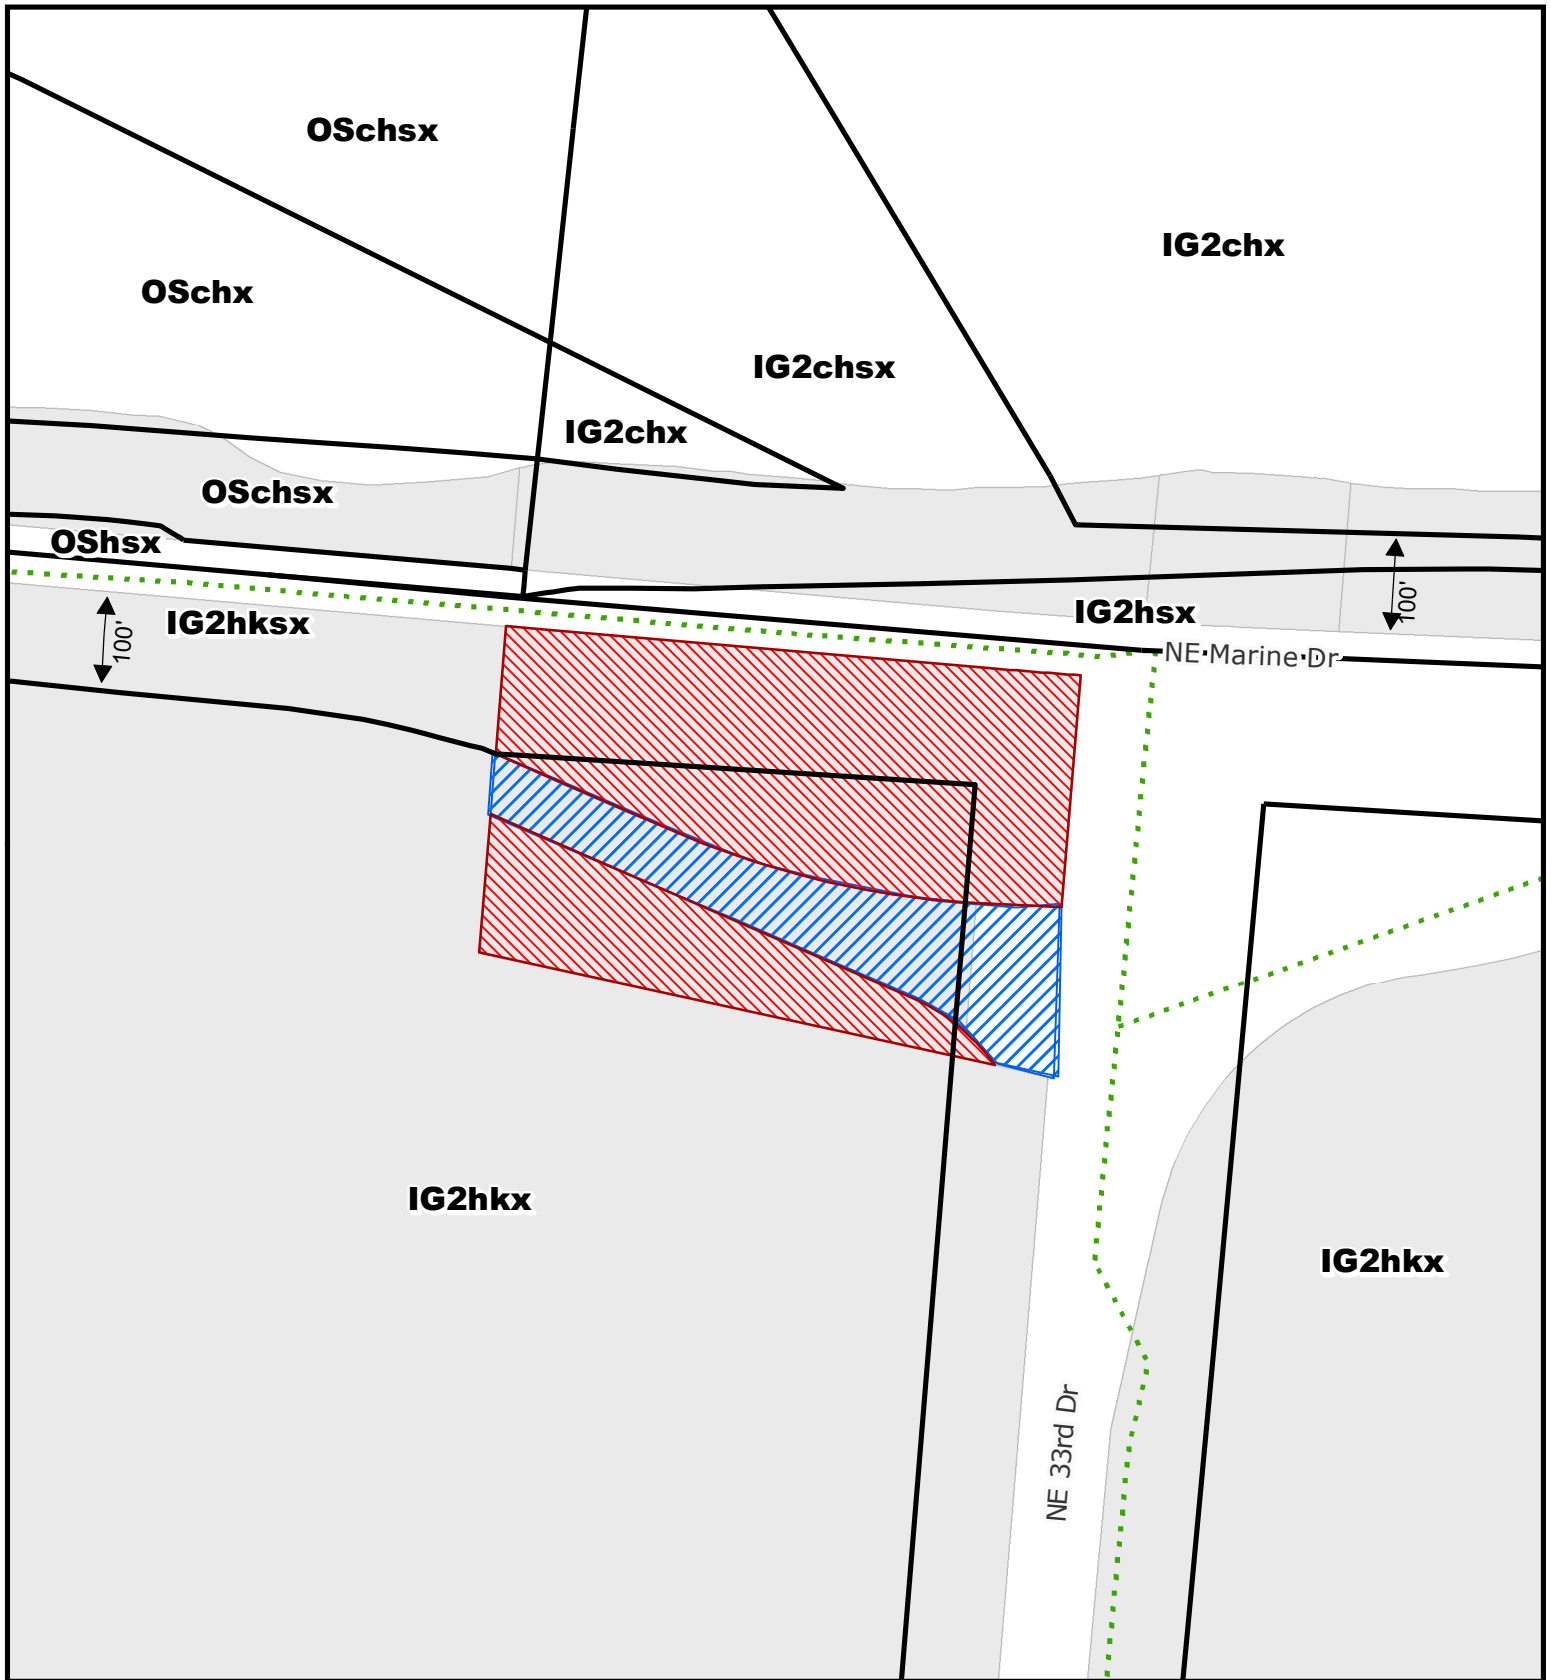 OSchsx
IG2chx
OSchx
IG2chsx
IG2chx
OSchsx
OShsx
100'
IG2hsx
IG2hksx
100'
NE Marine Dr
IG2hkx
IG2hkx
NE 33rd Dr